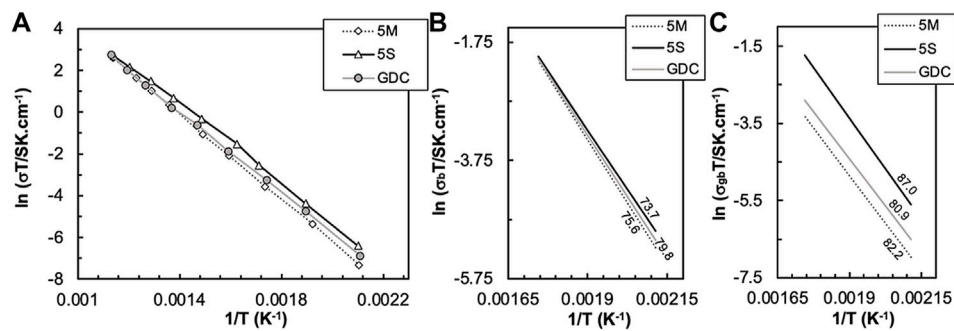 A
ln (σT/SK.cm⁻¹)
4
2
0
-2
-4
-6
-8
0.001
0.0014
0.0018
0.0022
1/T (K⁻¹)
5M
5S
GDC
B
ln (σbT/SK.cm⁻¹)
-1.75
-3.75
-5.75
0.00165
0.0019
0.00215
1/T (K⁻¹)
5M
5S
GDC
73.7
75.6
79.8
C
ln (σgbT/SK.cm⁻¹)
-1.5
-3.5
-5.5
-7.5
0.00165
0.0019
0.00215
1/T (K⁻¹)
5M
5S
GDC
87.0
80.9
82.2